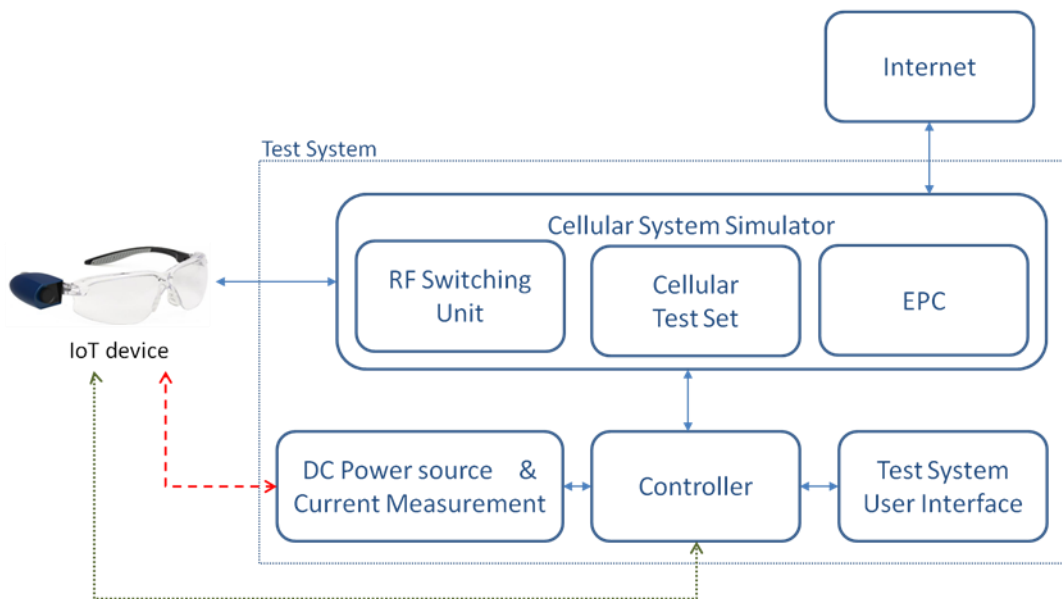 Internet
Test System
Cellular System Simulator
RF Switching
Unit
Cellular
Test Set
EPC
IoT device
DC Power source &
Current Measurement
Controller
Test System
User Interface